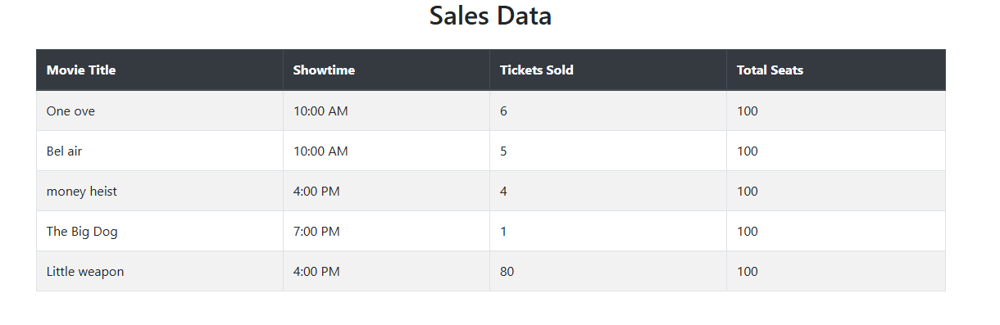 Sales Data
Movie Title Showtime Tickets Sold Total Seats
One ove 10:00 AM 6 100
Bel air 10:00 AM 5 100
money heist 4:00 PM 4 100
The Big Dog 7:00 PM 1 100
Little weapon 4:00 PM 80 100